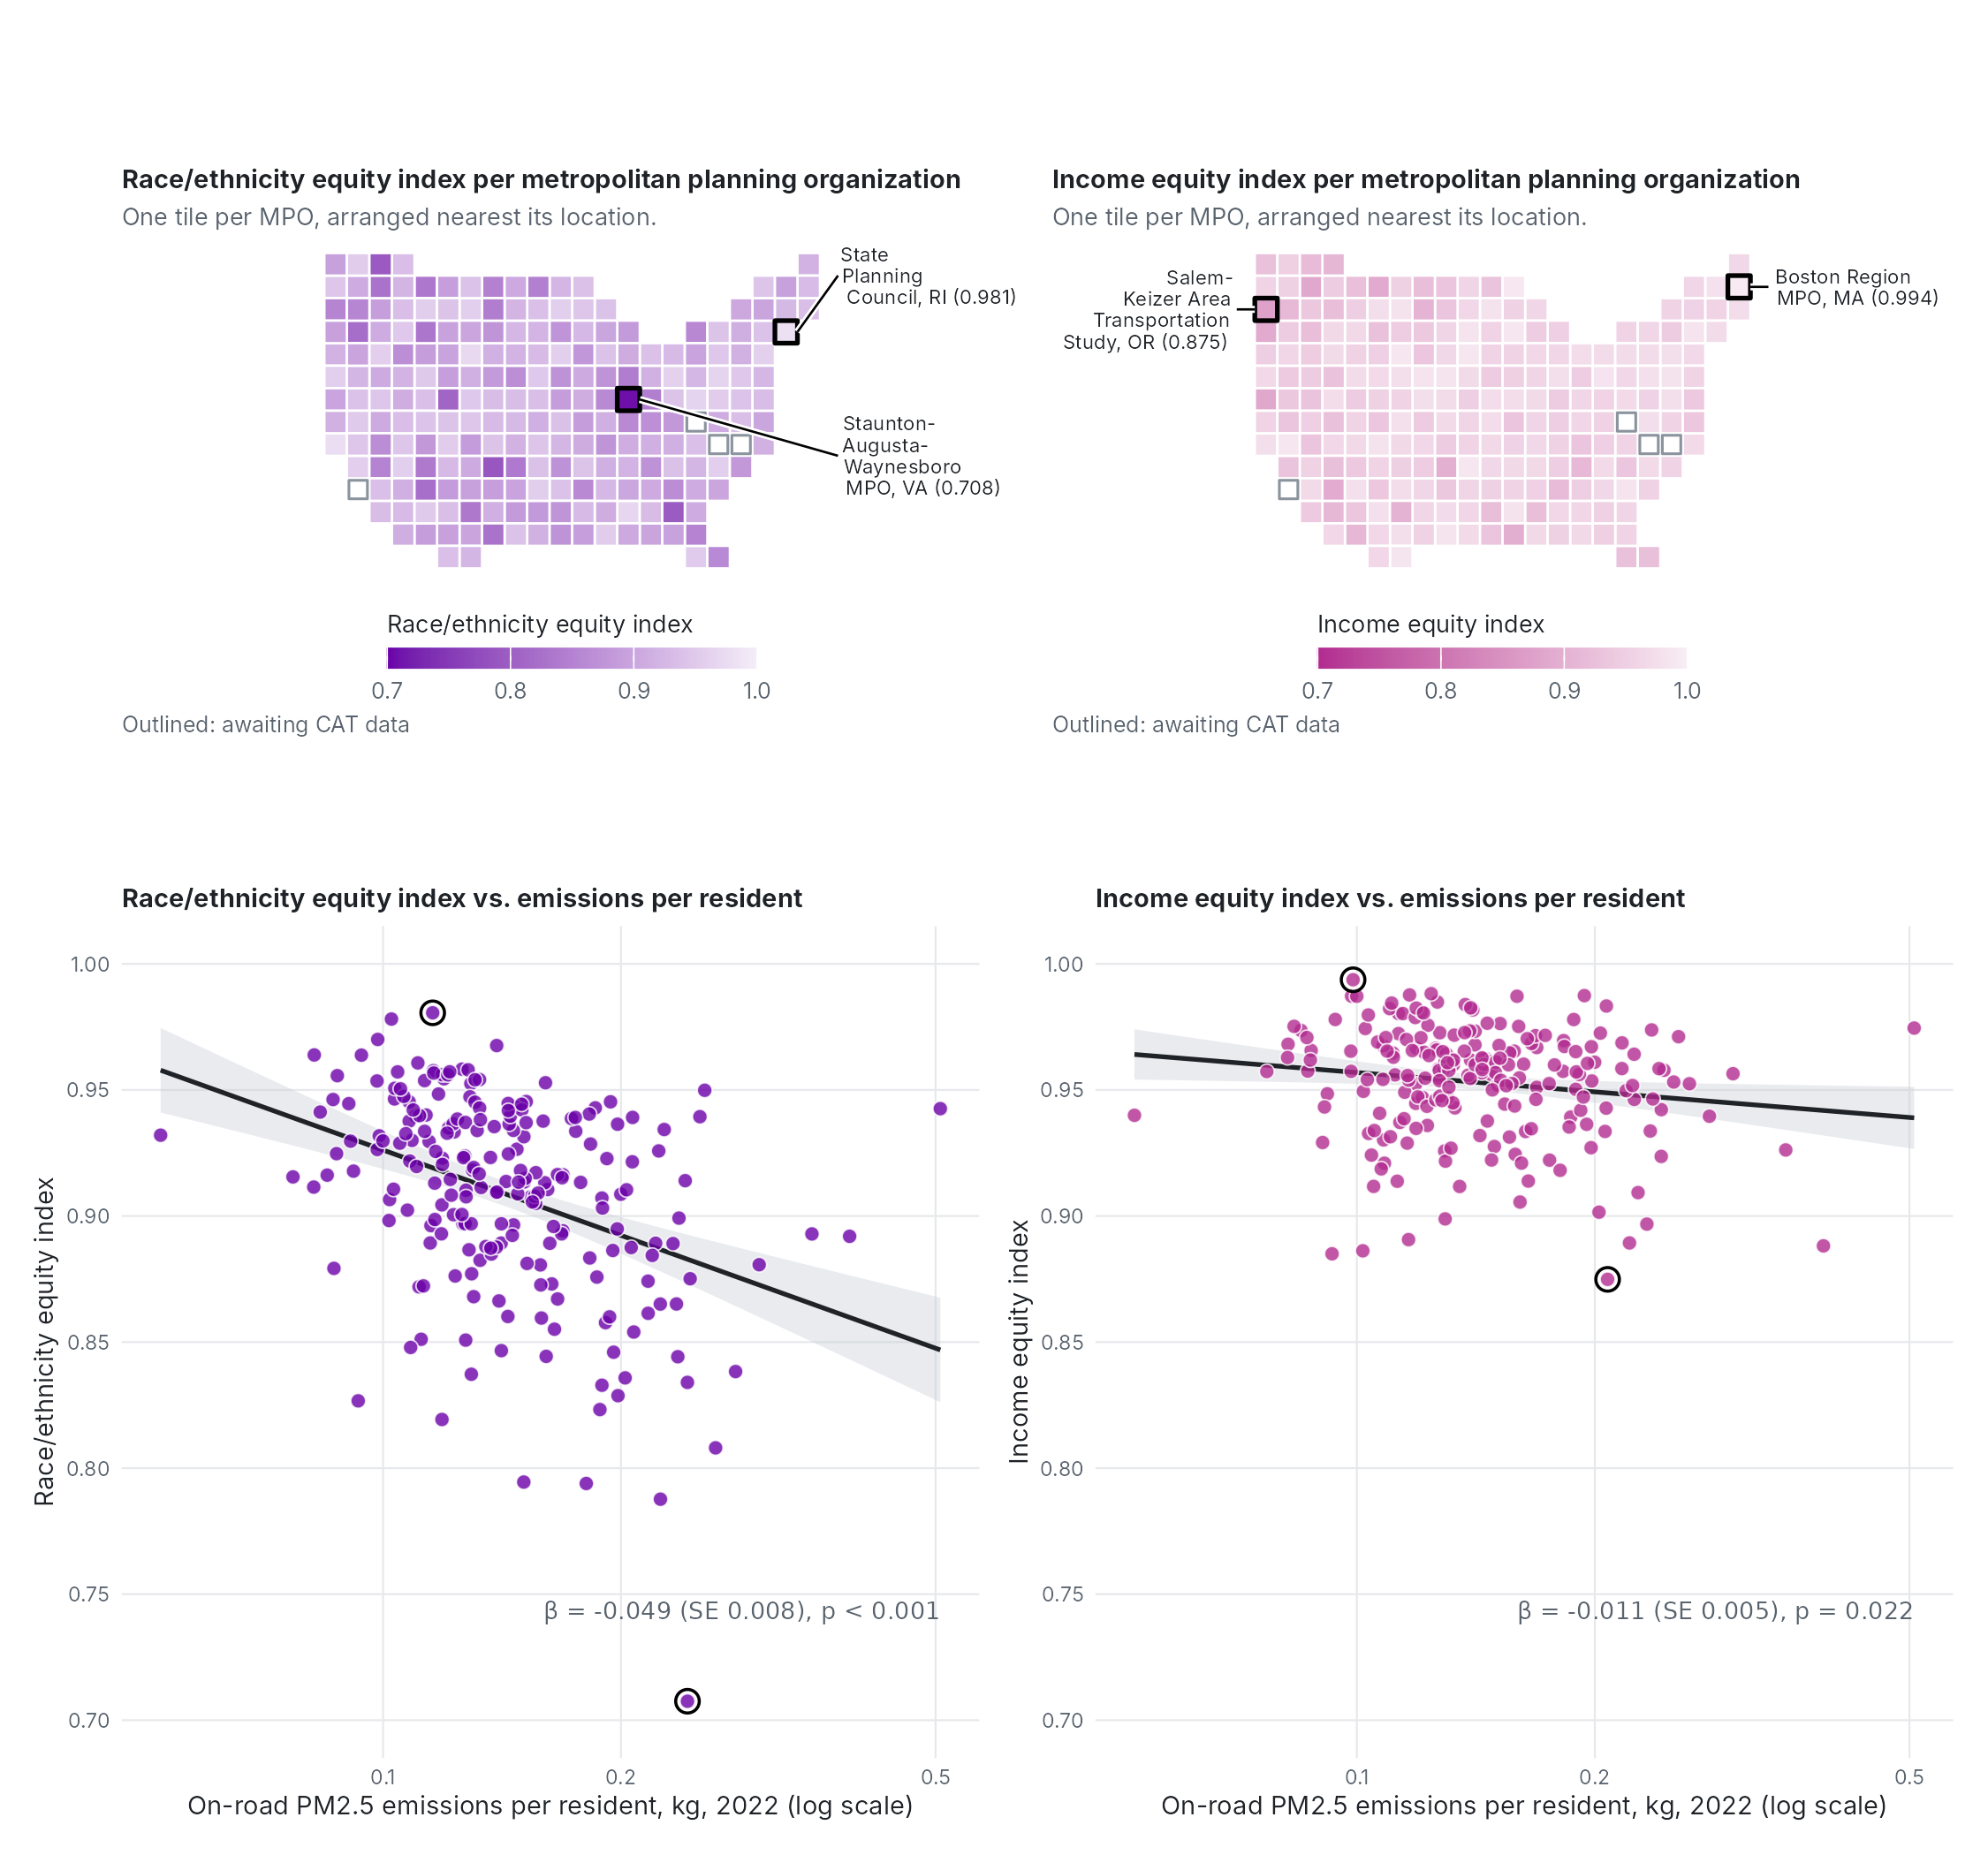 Race/ethnicity equity index per metropolitan planning organization
One tile per MPO, arranged nearest its location.
State
Planning
Council, RI (0.981)
Staunton-
Augusta-
Waynesboro
MPO, VA (0.708)
Race/ethnicity equity index
0.7 0.8 0.9 1.0
Outlined: awaiting CAT data
Income equity index per metropolitan planning organization
One tile per MPO, arranged nearest its location.
Salem-
Keizer Area
Transportation
Study, OR (0.875)
Boston Region
MPO, MA (0.994)
Income equity index
0.7 0.8 0.9 1.0
Outlined: awaiting CAT data
Race/ethnicity equity index vs. emissions per resident
Race/ethnicity equity index
1.00
0.95
0.90
0.85
0.80
0.75
0.70
β = -0.049 (SE 0.008), p < 0.001
0.1 0.2 0.5
On-road PM2.5 emissions per resident, kg, 2022 (log scale)
Income equity index vs. emissions per resident
Income equity index
1.00
0.95
0.90
0.85
0.80
0.75
0.70
β = -0.011 (SE 0.005), p = 0.022
0.1 0.2 0.5
On-road PM2.5 emissions per resident, kg, 2022 (log scale)